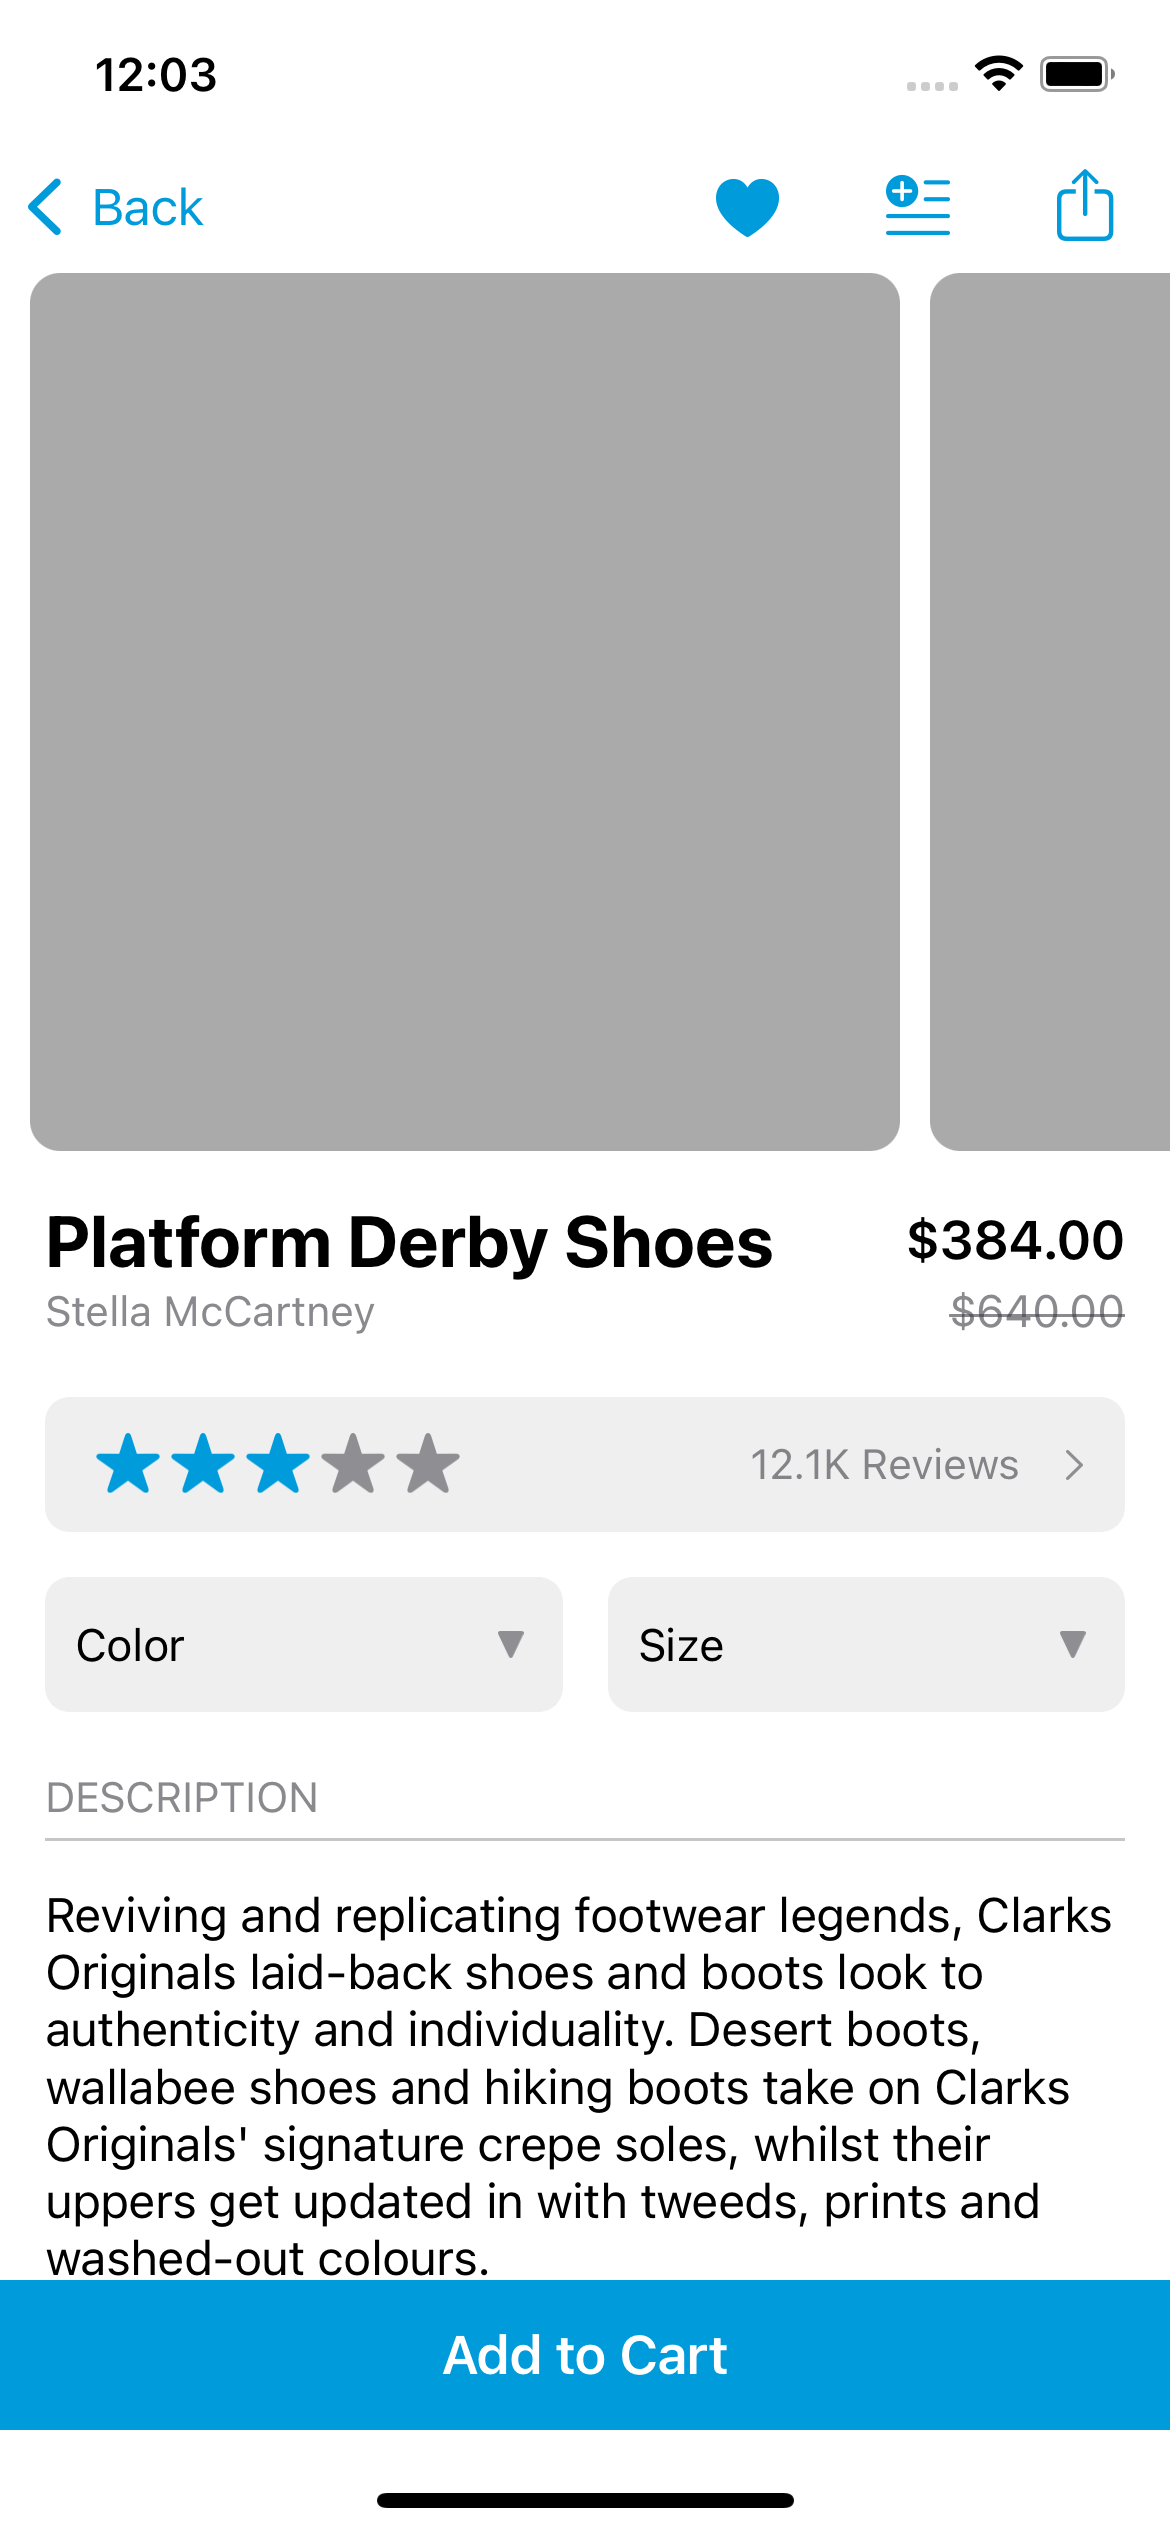 12:03
Back
Platform Derby Shoes
$384.00
Stella McCartney
$640.00
12.1K Reviews
Color
Size
DESCRIPTION
Reviving and replicating footwear legends, Clarks
Originals laid-back shoes and boots look to
authenticity and individuality. Desert boots,
wallabee shoes and hiking boots take on Clarks
Originals' signature crepe soles, whilst their
uppers get updated in with tweeds, prints and
washed-out colours.
Add to Cart